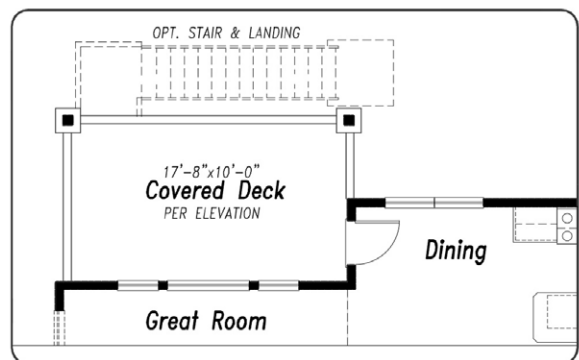 OPT. STAIR & LANDING
17'-8"x10'-0"
Covered Deck
PER ELEVATION
Dining
Great Room